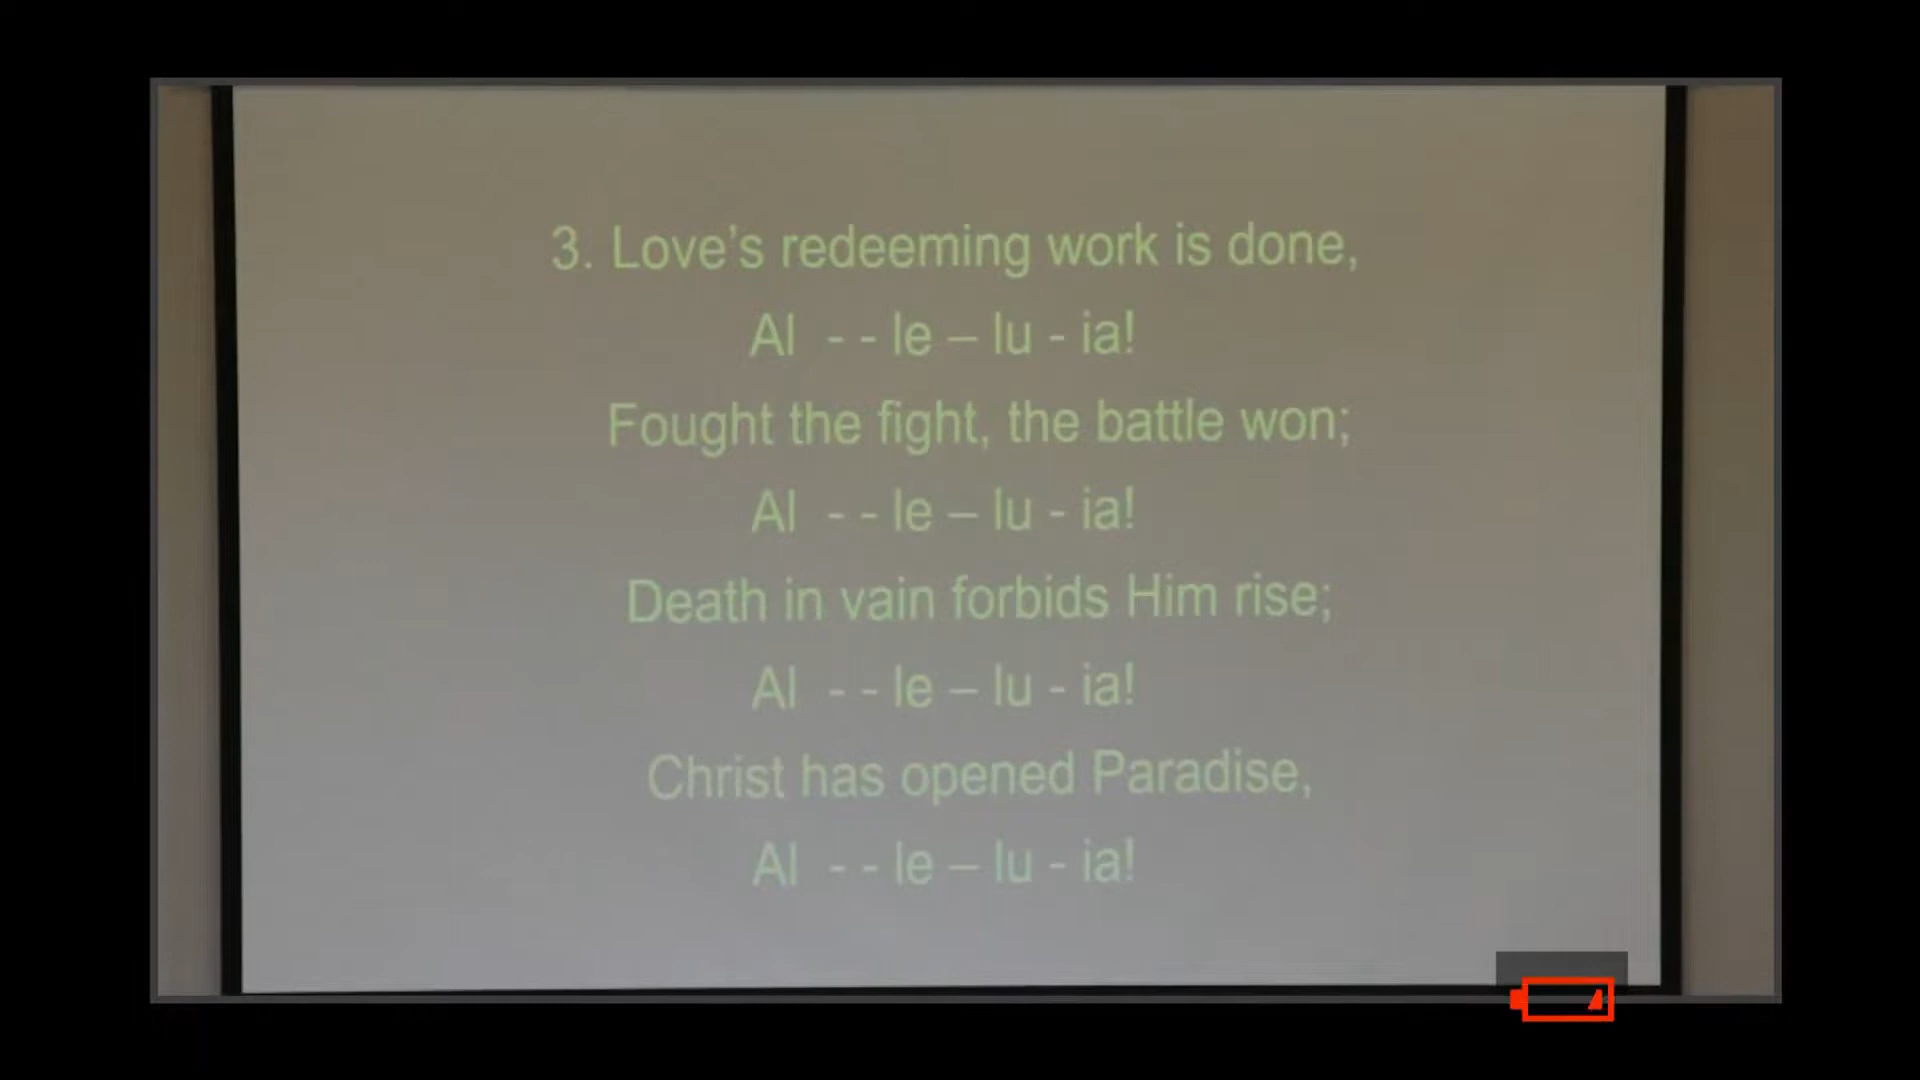 3. Love’s redeeming work is done,
Al - - le – lu - ia!
Fought the fight, the battle won;
Al - - le – lu - ia!
Death in vain forbids Him rise;
Al - - le – lu - ia!
Christ has opened Paradise,
Al - - le – lu - ia!